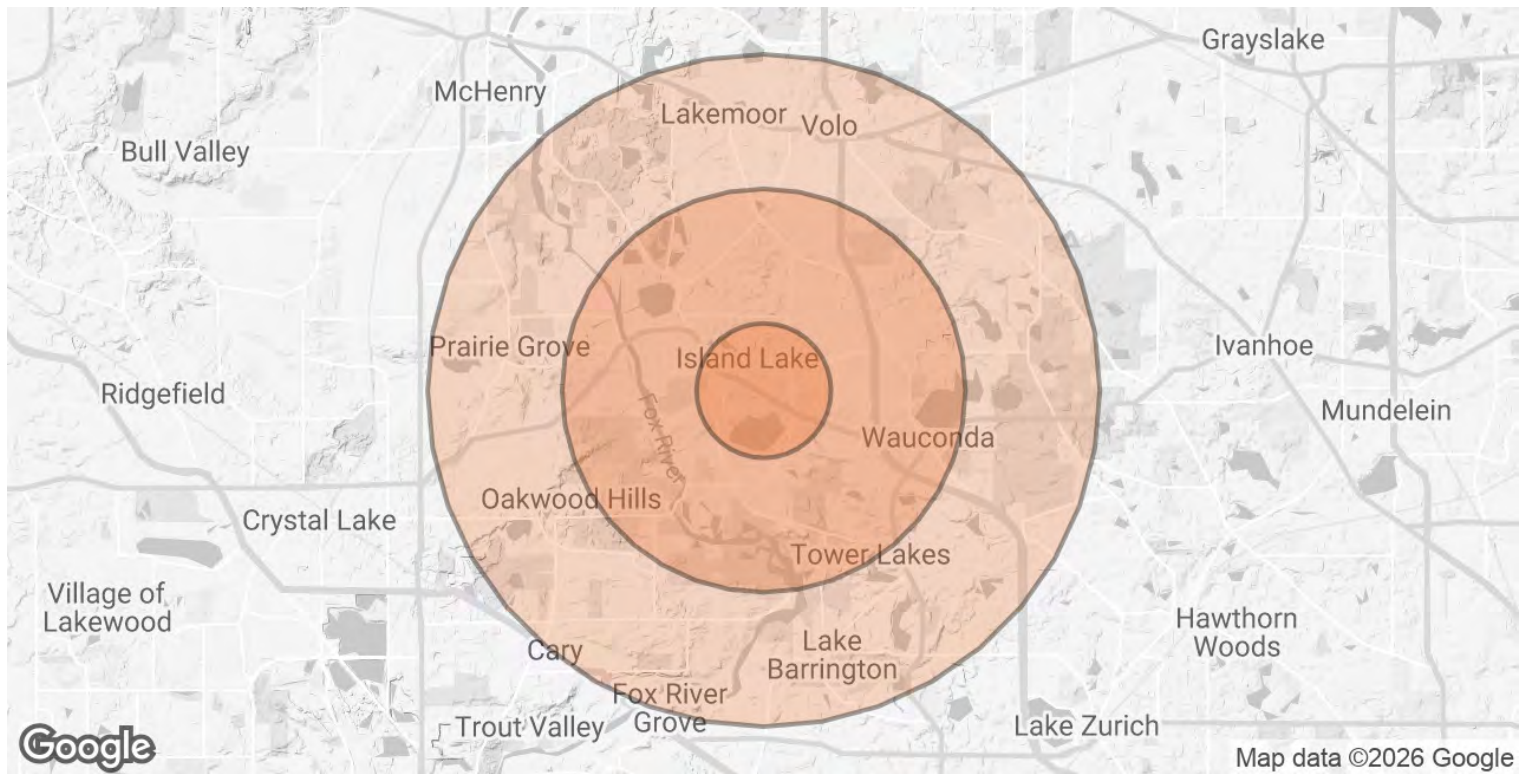 Grayslake
McHenry
Lakemoor
Volo
Bull Valley
Prairie Grove
Island Lake
Ivanhoe
Ridgefield
Fox River
Mundelein
Wauconda
Oakwood Hills
Crystal Lake
Tower Lakes
Village of
Lakewood
Hawthorn
Woods
Cary
Lake
Barrington
Fox River
Grove
Trout Valley
Lake Zurich
Google
Map data ©2026 Google